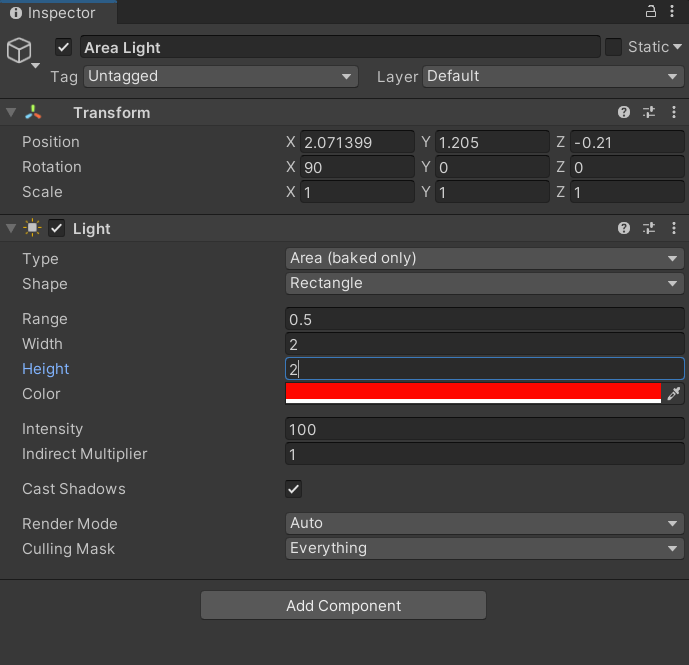 Inspector
Area Light Static
Tag Untagged Layer Default
Transform
Position X 2.071399 Y 1.205 Z -0.21
Rotation X 90 Y 0 Z 0
Scale X 1 Y 1 Z 1
Light
Type Area (baked only)
Shape Rectangle
Range 0.5
Width 2
Height 2
Color
Intensity 100
Indirect Multiplier 1
Cast Shadows
Render Mode Auto
Culling Mask Everything
Add Component